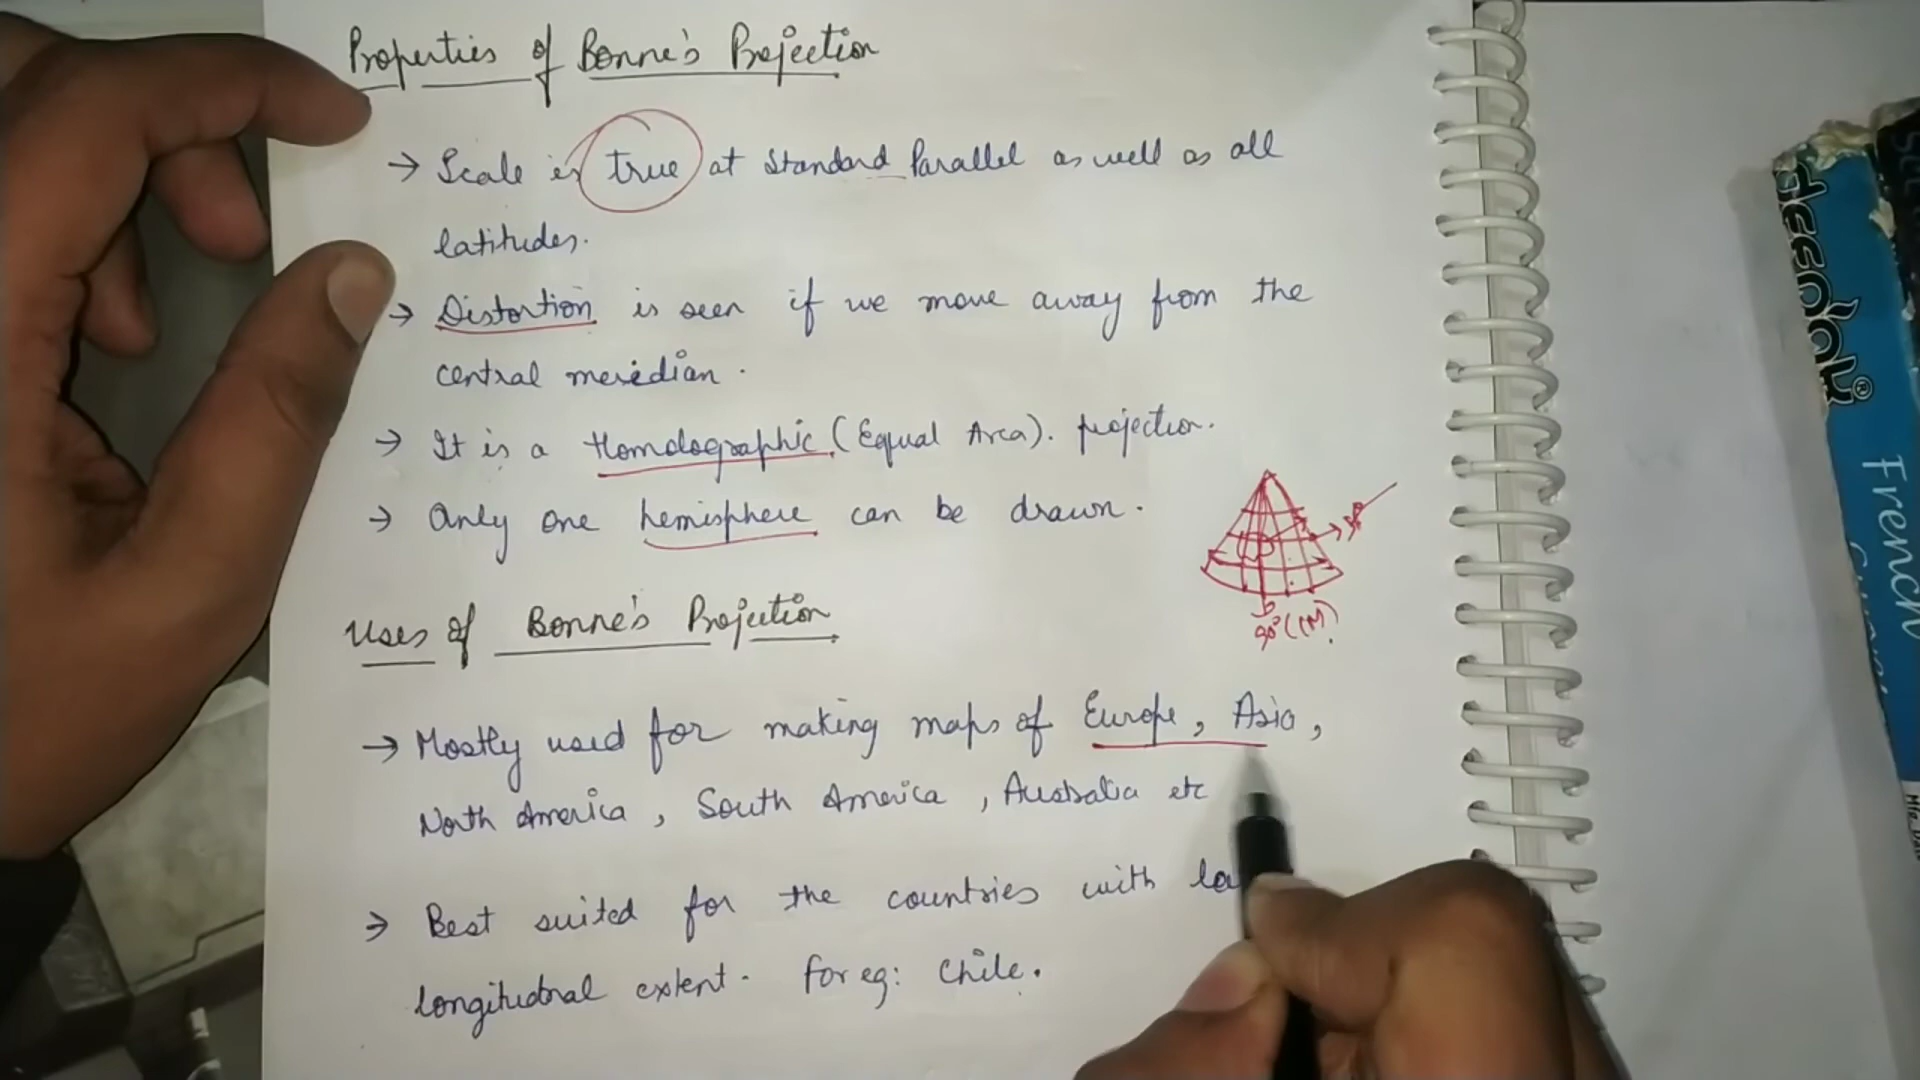 Properties of Bonne's Projection
→ Scale is true at Standard Parallel as well as all
latitudes.
→ Distortion is seen if we move away from the
central meridian.
→ It is a Homolographic (Equal Area). projection.
→ Only one hemisphere can be drawn.
90° (CM)
Uses of Bonne's Projection
→ Mostly used for making maps of Europe, Asia,
North America, South America, Australia etc
→ Best suited for the countries with
longitudnal extent. For eg: Chile.
French